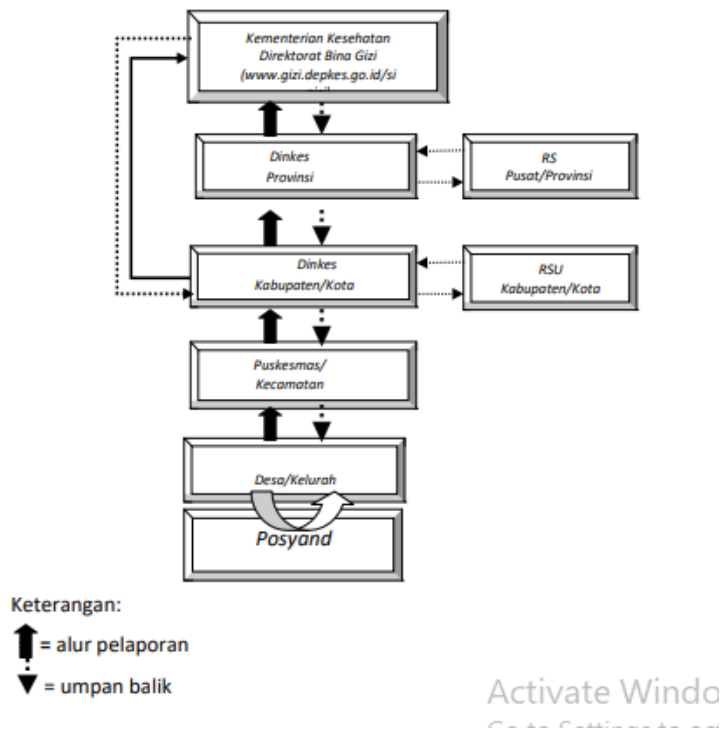 Kementerian Kesehatan
Direktorat Bina Gizi
(www.gizi.depkes.go.id/si
Dinkes
Provinsi
RS
Pusat/Provinsi
Dinkes
Kabupaten/Kota
RSU
Kabupaten/Kota
Puskesmas/
Kecamatan
Desa/Kelurah
Posyand
Keterangan:
= alur pelaporan
= umpan balik
Activate Windo